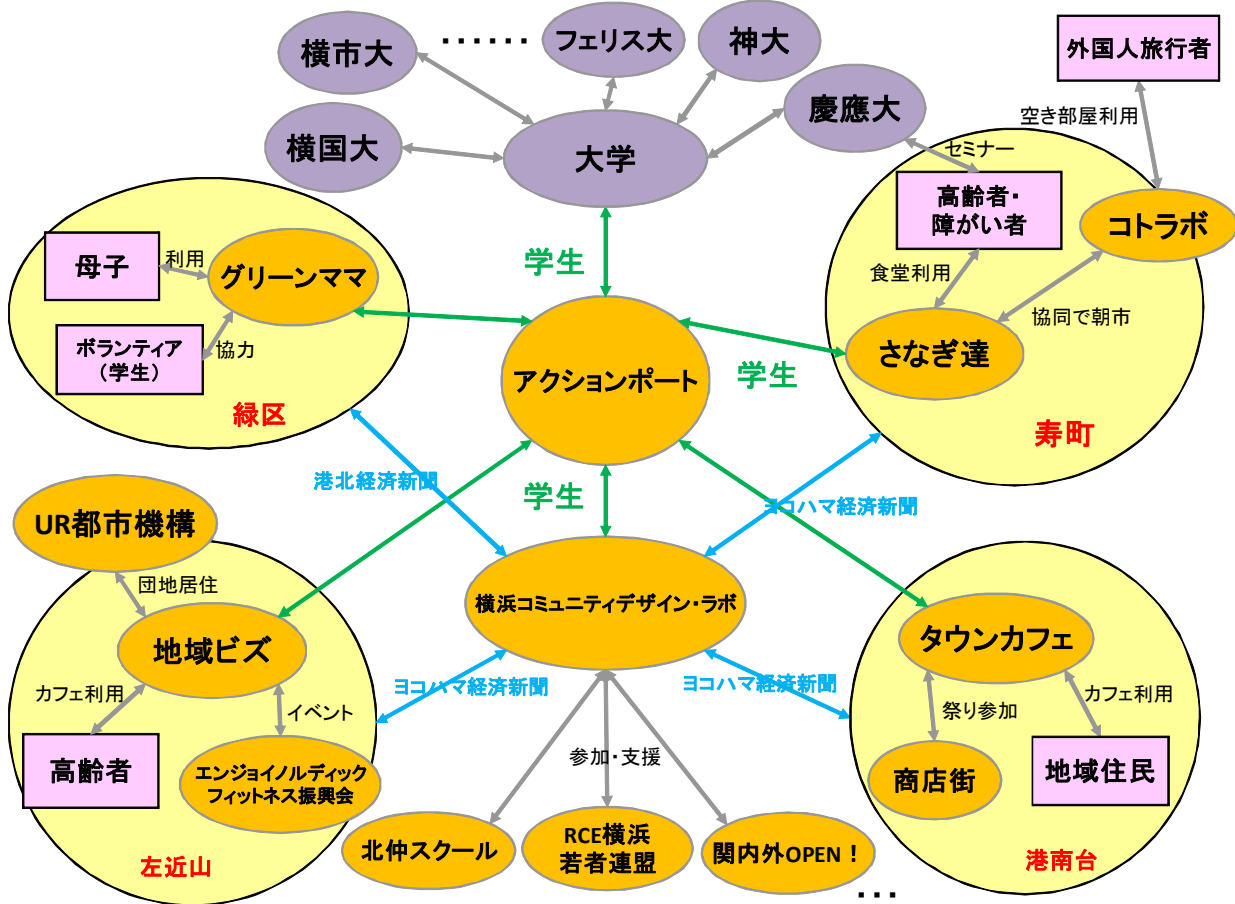 横市大
・・・・・・
フェリス大
神大
外国人旅行者
横国大
大学
慶應大
空き部屋利用
セミナー
高齢者・
障がい者
コトラボ
母子
利用
グリーンママ
学生
食堂利用
協同で朝市
ボランティア
(学生)
協力
アクションポート
学生
さなぎ達
緑区
寿町
港北経済新聞
学生
ヨコハマ経済新聞
UR都市機構
団地居住
横浜コミュニティデザイン・ラボ
地域ビズ
タウンカフェ
カフェ利用
イベント
ヨコハマ経済新聞
ヨコハマ経済新聞
祭り参加
カフェ利用
高齢者
エンジョイノルディック
フィットネス振興会
参加・支援
商店街
地域住民
北仲スクール
RCE横浜
若者連盟
関内外OPEN！
左近山
港南台
・・・